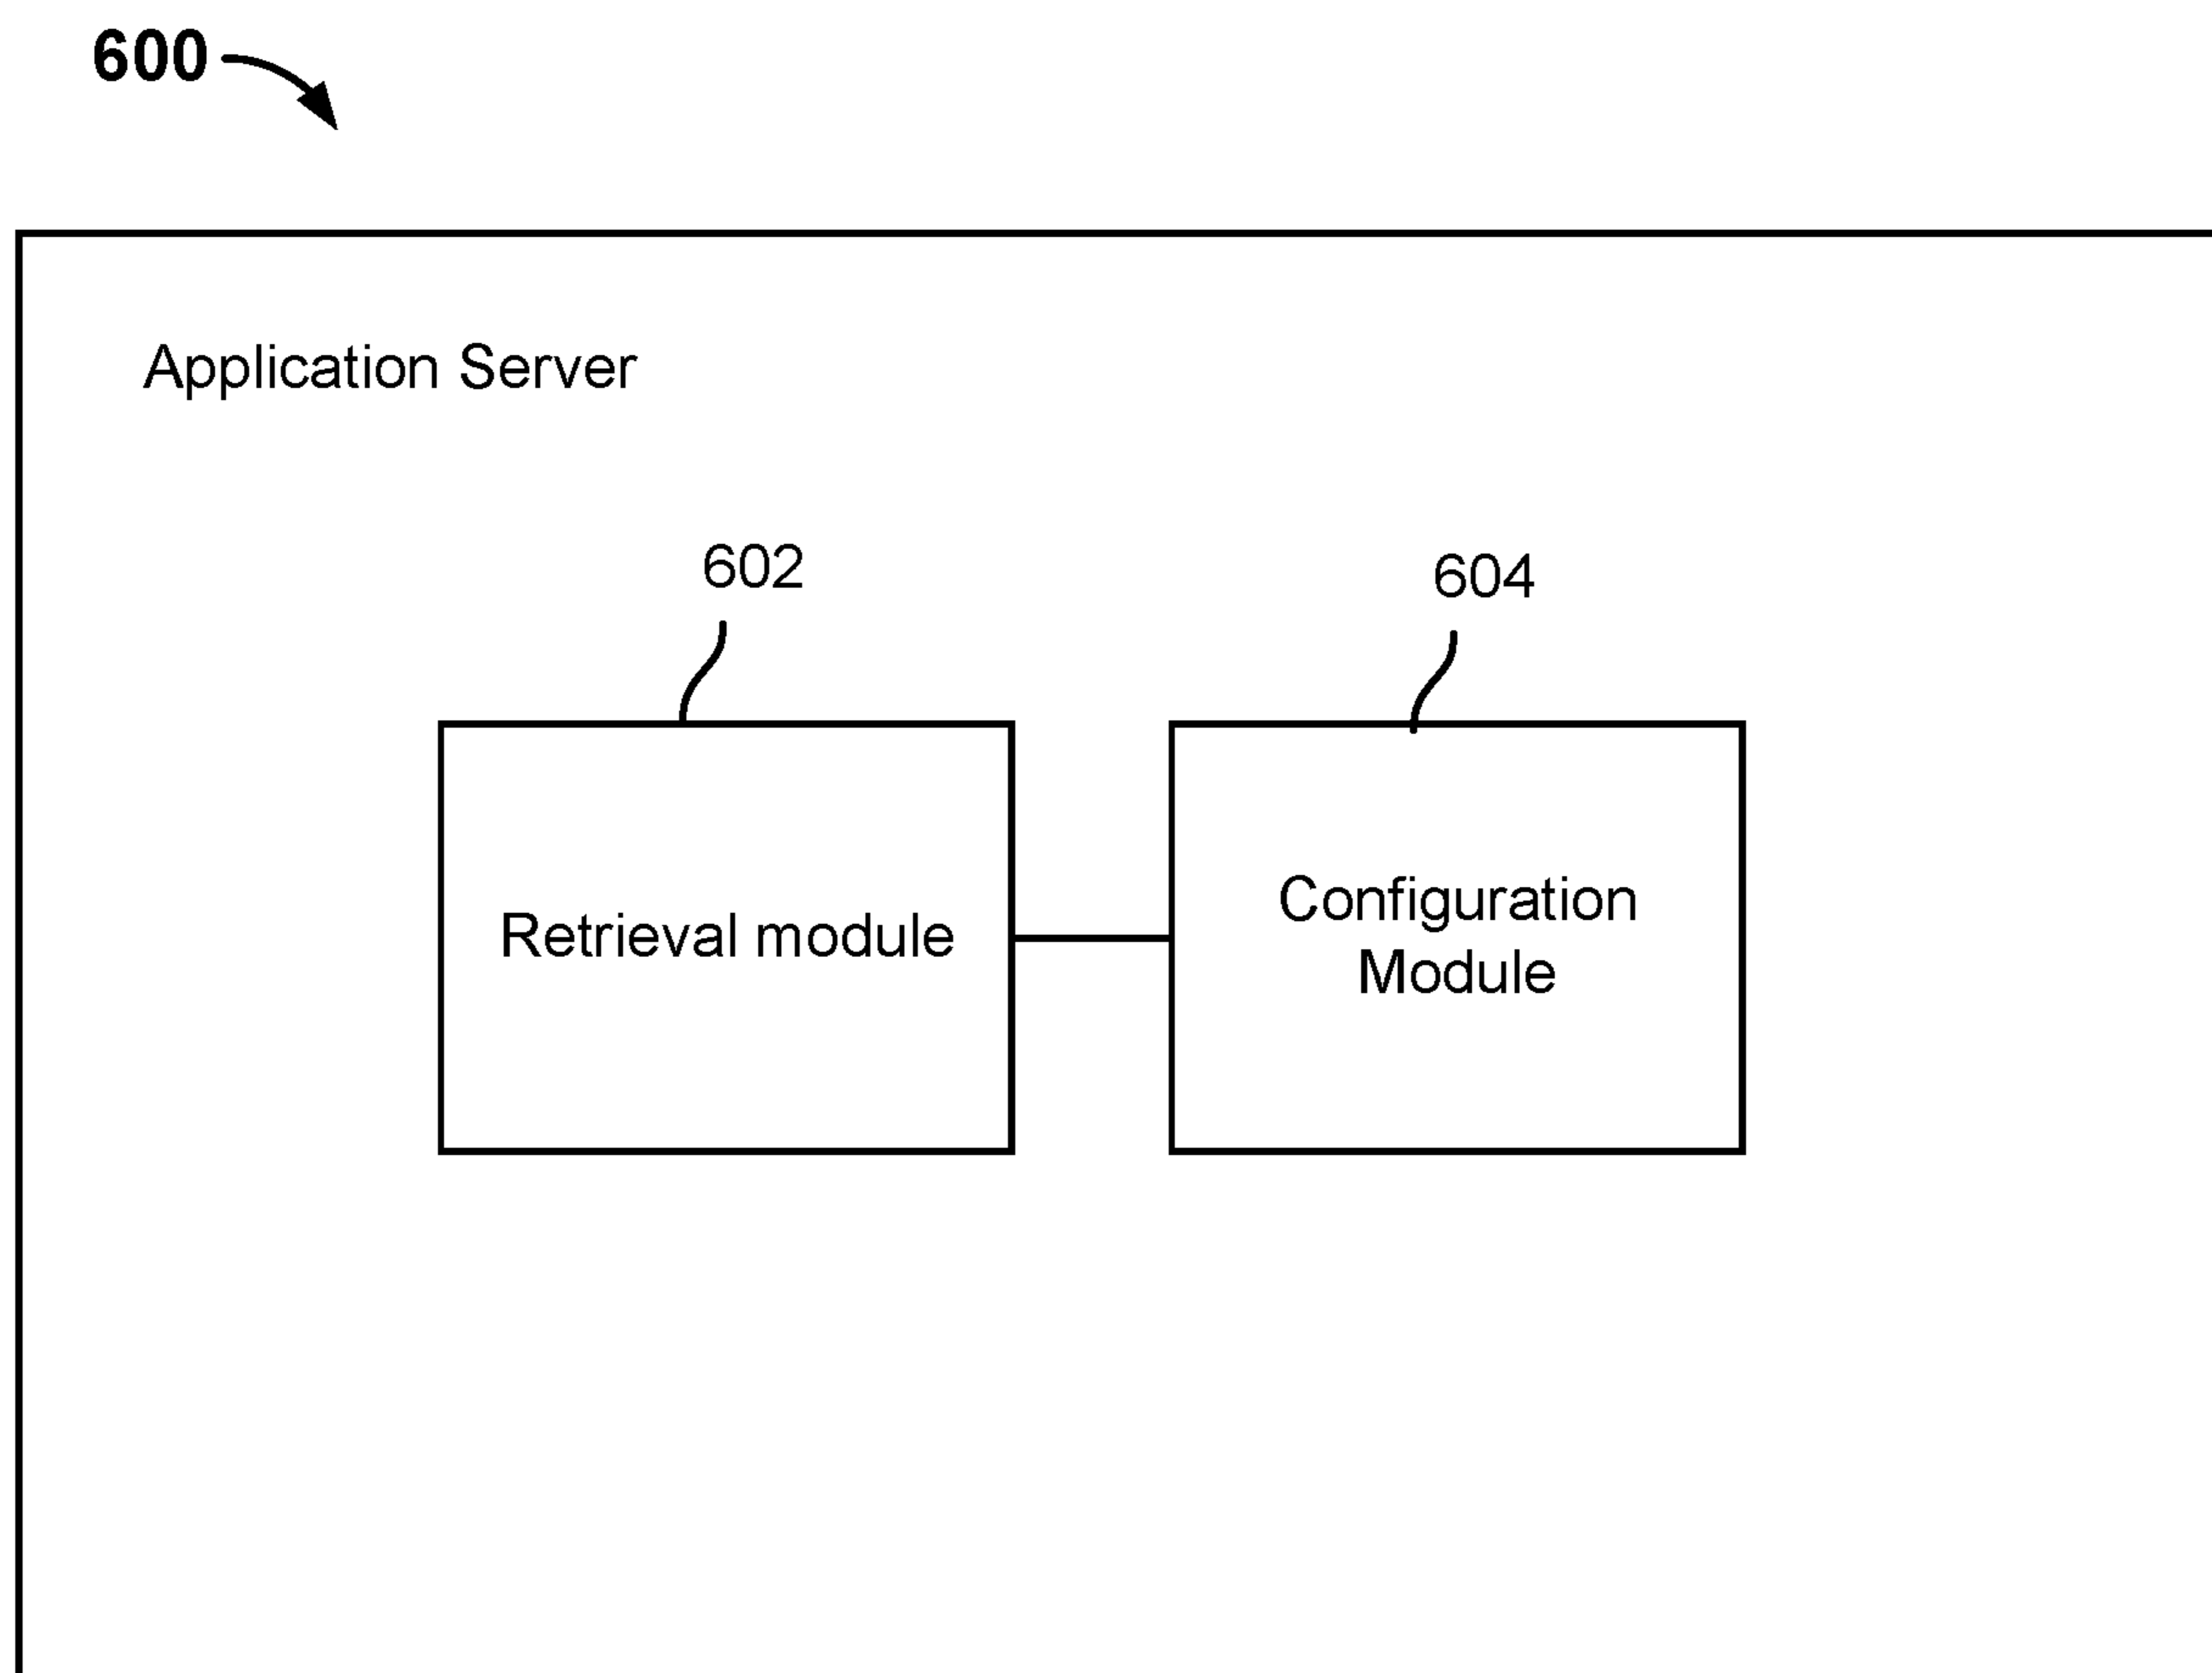 600
Application Server
602
604
Retrieval module
Configuration
Module